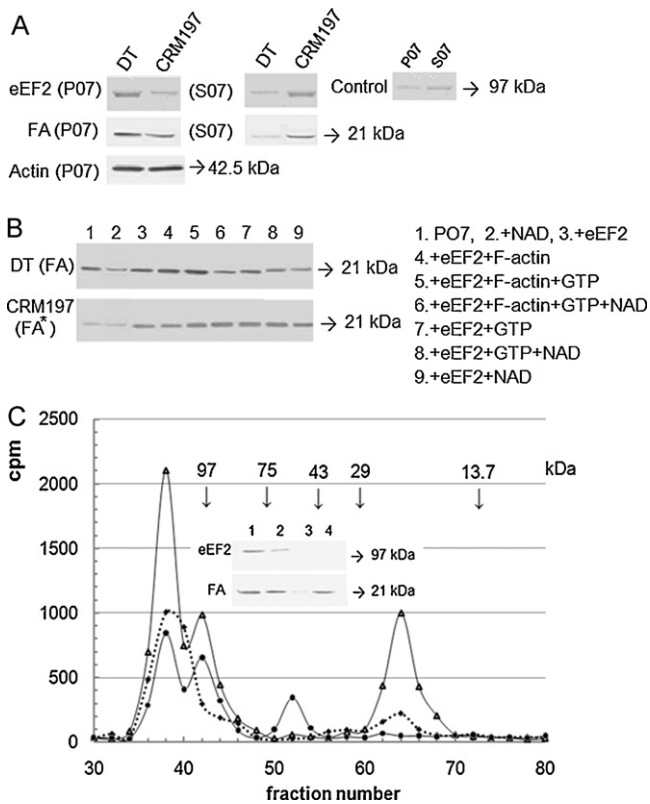 A
DT CRM197 DT CRM197 P07 S07
eEF2 (P07) (S07) Control → 97 kDa
FA (P07) (S07) → 21 kDa
Actin (P07) → 42.5 kDa
B
1 2 3 4 5 6 7 8 9
DT (FA) → 21 kDa
CRM197 (FA*) → 21 kDa
1. PO7, 2.+NAD, 3.+eEF2
4.+eEF2+F-actin
5.+eEF2+F-actin+GTP
6.+eEF2+F-actin+GTP+NAD
7.+eEF2+GTP
8.+eEF2+GTP+NAD
9.+eEF2+NAD
C
cpm
2500
2000
1500
1000
500
0
97 75 43 29 13.7 kDa
↓ ↓ ↓ ↓ ↓
1 2 3 4
eEF2 → 97 kDa
FA → 21 kDa
30 40 50 60 70 80
fraction number